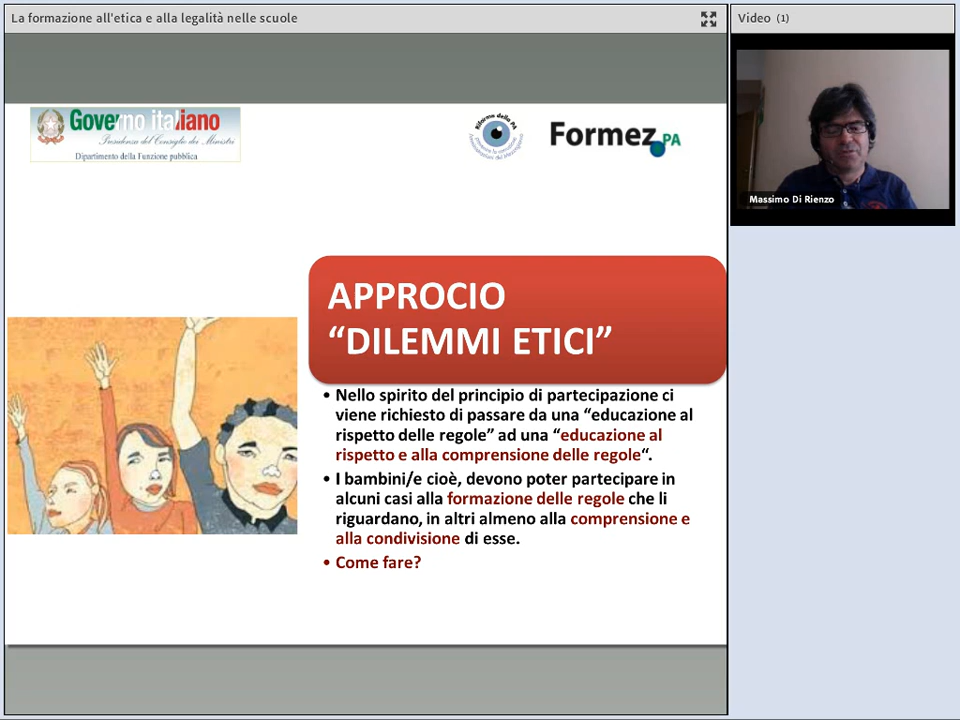 La formazione all'etica e alla legalità nelle scuole
Video (1)
Governo italiano
Presidenza del Consiglio dei Ministri
Dipartimento della Funzione pubblica
Riforma della PA
Formez PA
Massimo Di Rienzo
APPROCIO
“DILEMMI ETICI”
• Nello spirito del principio di partecipazione ci
viene richiesto di passare da una “educazione al
rispetto delle regole” ad una “educazione al
rispetto e alla comprensione delle regole“.
• I bambini/e cioè, devono poter partecipare in
alcuni casi alla formazione delle regole che li
riguardano, in altri almeno alla comprensione e
alla condivisione di esse.
• Come fare?